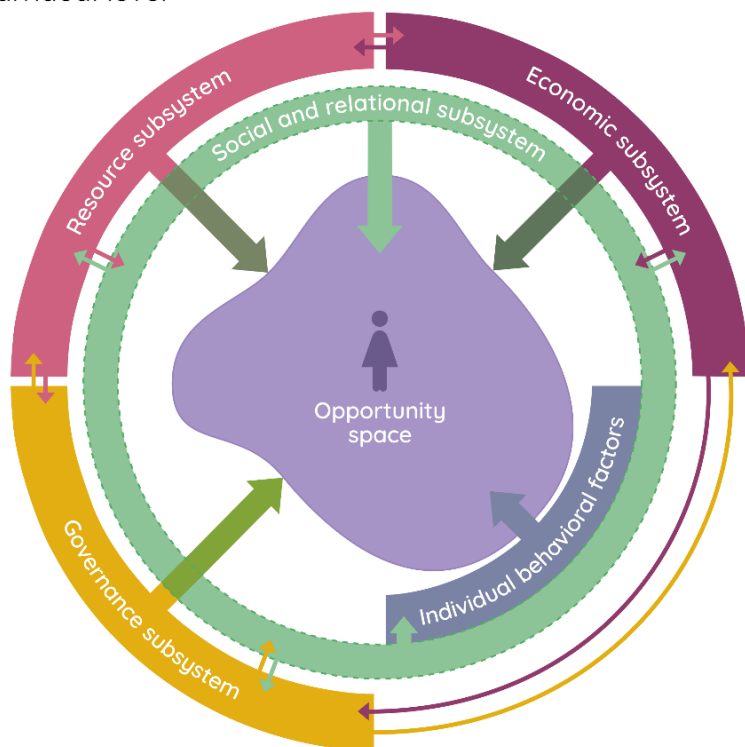 Resource subsystem
Economic subsystem
Social and relational subsystem
Opportunity
space
Individual behavioral factors
Governance subsystem